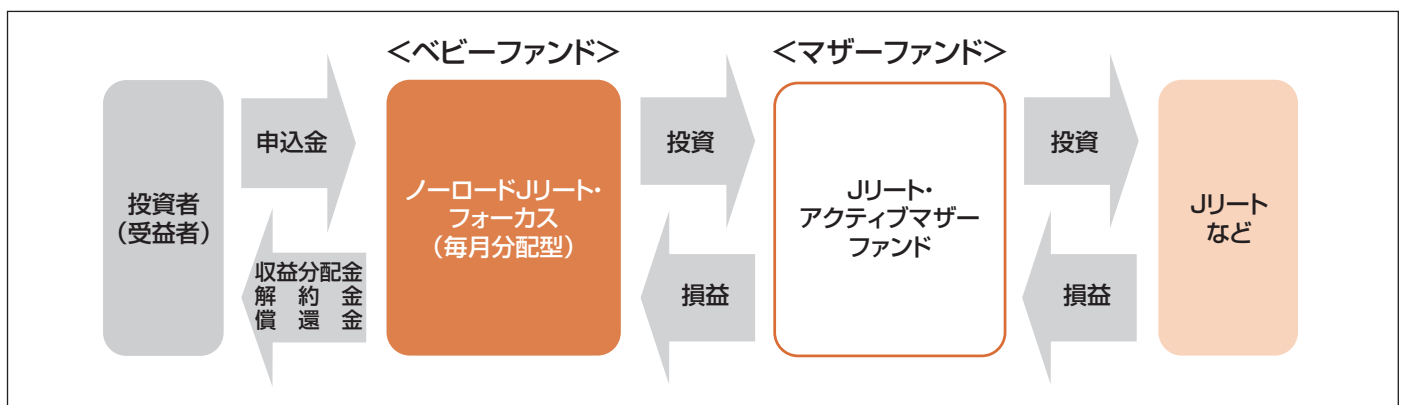 ＜ベビーファンド＞
＜マザーファンド＞
投資者
（受益者）
申込金
収益分配金
解約金
償還金
ノーロードJリート・
フォーカス
（毎月分配型）
投資
損益
Jリート・
アクティブマザー
ファンド
投資
損益
Jリート
など